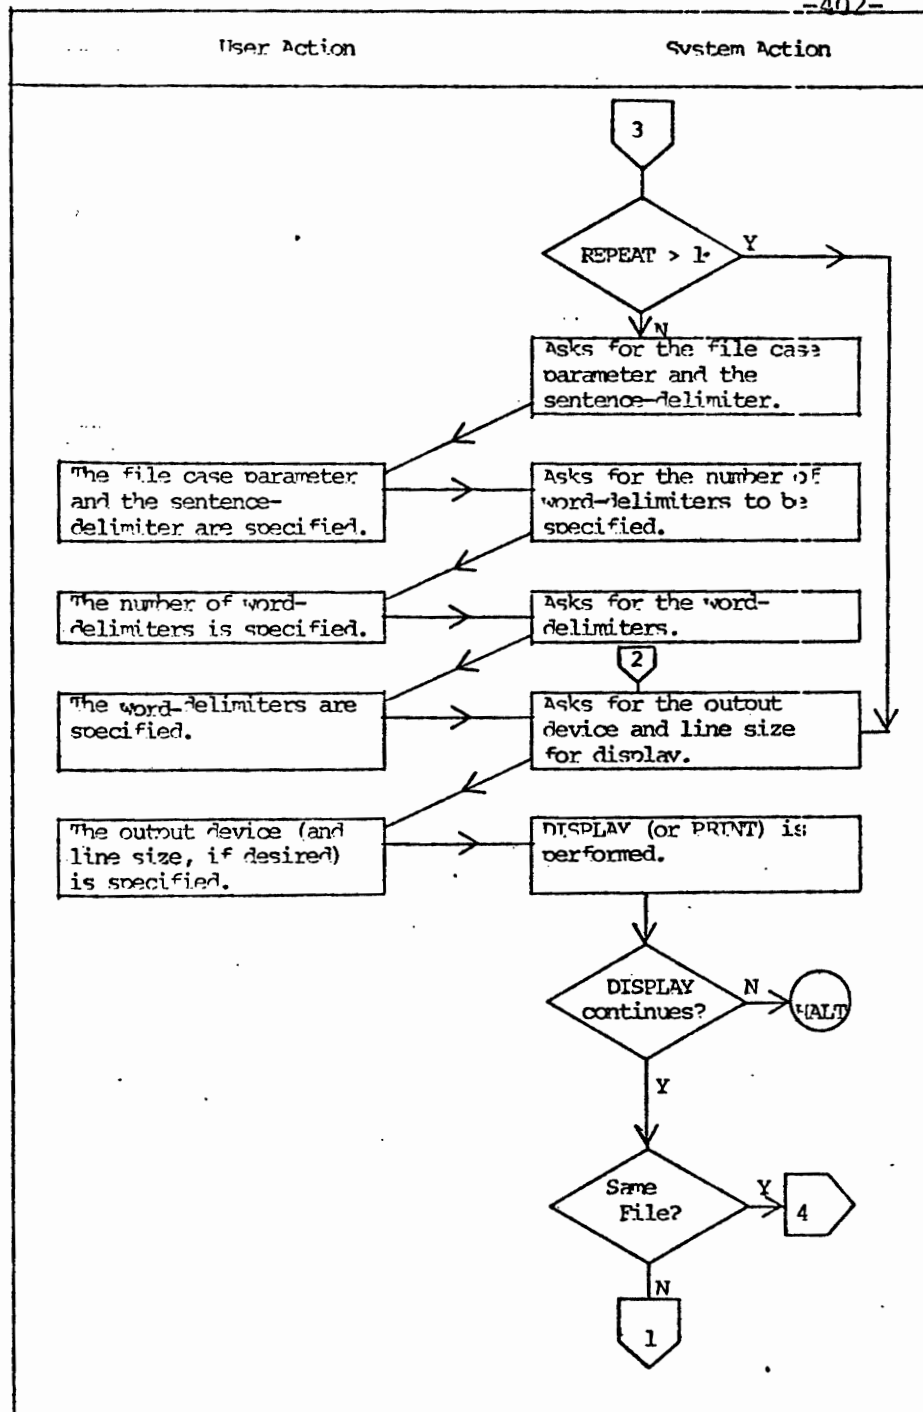 -402-
User Action System Action
3
REPEAT > 1
Y
N
Asks for the file case
parameter and the
sentence-delimiter.
The file case parameter
and the sentence-
delimiter are specified.
Asks for the number of
word-delimiters to be
specified.
The number of word-
delimiters is specified.
Asks for the word-
delimiters.
2
The word-delimiters are
specified.
Asks for the output
device and line size
for display.
The output device (and
line size, if desired)
is specified.
DISPLAY (or PRINT) is
performed.
DISPLAY
continues?
N
HALT
Y
Same
File?
Y
4
N
1